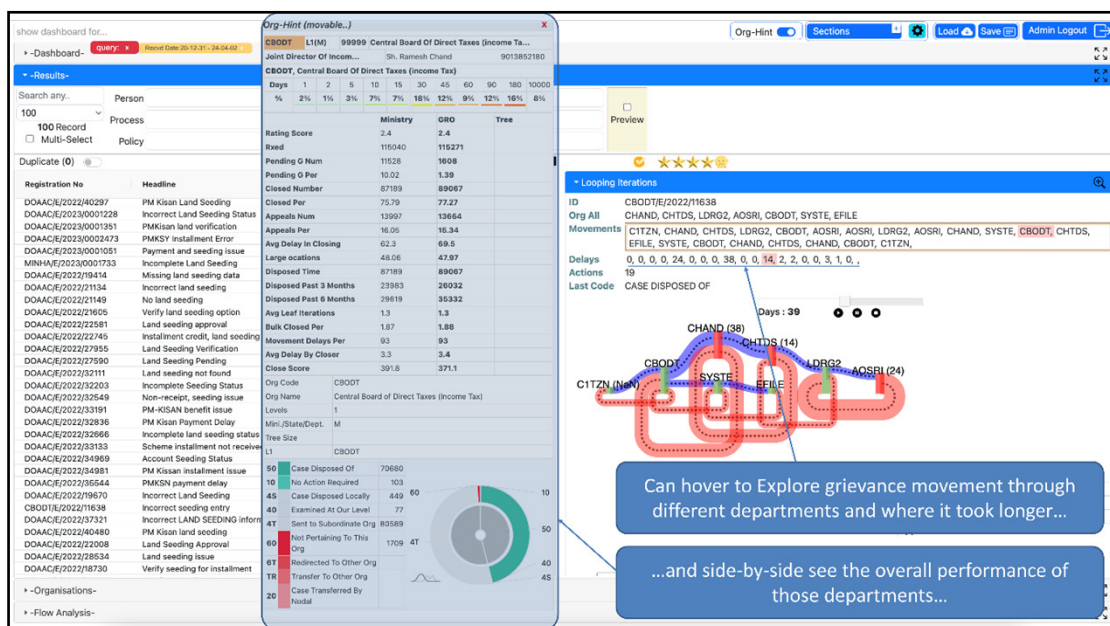 show dashboard for...
Org-Hint
Sections
Load
Save
Admin Logout
-Dashboard-
query: x
Recvd Date:20-12-31 - 24-04-02
-Results-
Search any..
100
100 Record
Multi-Select
Person
Process
Policy
Preview
Duplicate (0)
Registration No Headline
DOAAC/E/2022/40297 PM Kisan Land Seeding
DOAAC/E/2023/0001228 Incorrect Land Seeding Status
DOAAC/E/2023/0001351 PMKisan land verification
DOAAC/E/2023/0002473 PMKSY Installment Error
DOAAC/E/2023/0001051 Payment and seeding issue
MINHA/E/2023/0001733 Incomplete Land Seeding
DOAAC/E/2022/19414 Missing land seeding data
DOAAC/E/2022/21134 Incorrect land seeding
DOAAC/E/2022/21149 No land seeding
DOAAC/E/2022/21605 Verify land seeding option
DOAAC/E/2022/22581 Land seeding approval
DOAAC/E/2022/22745 Installment credit, land seeding
DOAAC/E/2022/27955 Land Seeding Verification
DOAAC/E/2022/27590 Land Seeding Pending
DOAAC/E/2022/32111 Land seeding not found
DOAAC/E/2022/32203 Incomplete Seeding Status
DOAAC/E/2022/32549 Non-receipt, seeding issue
DOAAC/E/2022/33191 PM-KISAN benefit issue
DOAAC/E/2022/32836 PM Kisan Payment Delay
DOAAC/E/2022/32666 Incomplete land seeding status
DOAAC/E/2022/33133 Scheme installment not received
DOAAC/E/2022/34969 Account Seeding Status
DOAAC/E/2022/34981 PM Kissan installment issue
DOAAC/E/2022/35544 PMKSN payment delay
DOAAC/E/2022/19670 Incorrect Land Seeding
CBODT/E/2022/11638 Incorrect seeding entry
DOAAC/E/2022/37321 Incorrect LAND SEEDING inform
DOAAC/E/2022/40480 PM Kisan land seeding
DOAAC/E/2022/22008 Land Seeding Approval
DOAAC/E/2022/28534 Land seeding issue
DOAAC/E/2022/18730 Verify seeding for installment
-Organisations-
-Flow Analysis-
Org-Hint (movable..) x
CBODT L1(M) 99999 Central Board Of Direct Taxes (income Ta...
Joint Director Of Incom... Sh. Ramesh Chand 9013852180
CBODT, Central Board Of Direct Taxes (income Tax)
Days 1 2 5 10 15 30 45 60 90 180 10000
% 2% 1% 3% 7% 7% 18% 12% 9% 12% 16% 8%
Ministry GRO Tree
Rating Score 2.4 2.4
Rxed 115040 115271
Pending G Num 11528 1608
Pending G Per 10.02 1.39
Closed Number 87189 89067
Closed Per 75.79 77.27
Appeals Num 13997 13664
Appeals Per 16.05 15.34
Avg Delay In Closing 62.3 69.5
Large ocations 48.06 47.97
Disposed Time 87189 89067
Disposed Past 3 Months 23983 26032
Disposed Past 6 Months 29619 35332
Avg Leaf Iterations 1.3 1.3
Bulk Closed Per 1.87 1.88
Movement Delays Per 93 93
Avg Delay By Closer 3.3 3.4
Close Score 391.8 371.1
Org Code CBODT
Org Name Central Board of Direct Taxes (Income Tax)
Levels 1
Mini./State/Dept. M
Tree Size
L1 CBODT
50 Case Disposed Of 70680
10 No Action Required 103
4S Case Disposed Locally 449
40 Examined At Our Level 77
4T Sent to Subordinate Org 80589
60 Not Pertaining To This Org 1709
6T Redirected To Other Org
TR Transfer To Other Org
20 Case Transferred By Nodal
60
10
4T
50
40
4S
Looping Iterations
ID CBODT/E/2022/11638
Org All CHAND, CHTDS, LDRG2, AOSRI, CBODT, SYSTE, EFILE
Movements C1TZN, CHAND, CHTDS, LDRG2, CBODT, AOSRI, AOSRI, LDRG2, AOSRI, CHAND, SYSTE, CBODT, CHTDS,
EFILE, SYSTE, CBODT, CHAND, CHTDS, CHAND, CBODT, C1TZN,
Delays 0, 0, 0, 0, 24, 0, 0, 0, 38, 0, 0, 14, 2, 2, 0, 0, 3, 1, 0, ,
Actions 19
Last Code CASE DISPOSED OF
Days : 39
CHAND (38)
CHTDS (14)
CBODT
LDRG2
C1TZN (NaN)
SYSTE
EFILE
AOSRI (24)
Can hover to Explore grievance movement through
different departments and where it took longer...
...and side-by-side see the overall performance of
those departments...